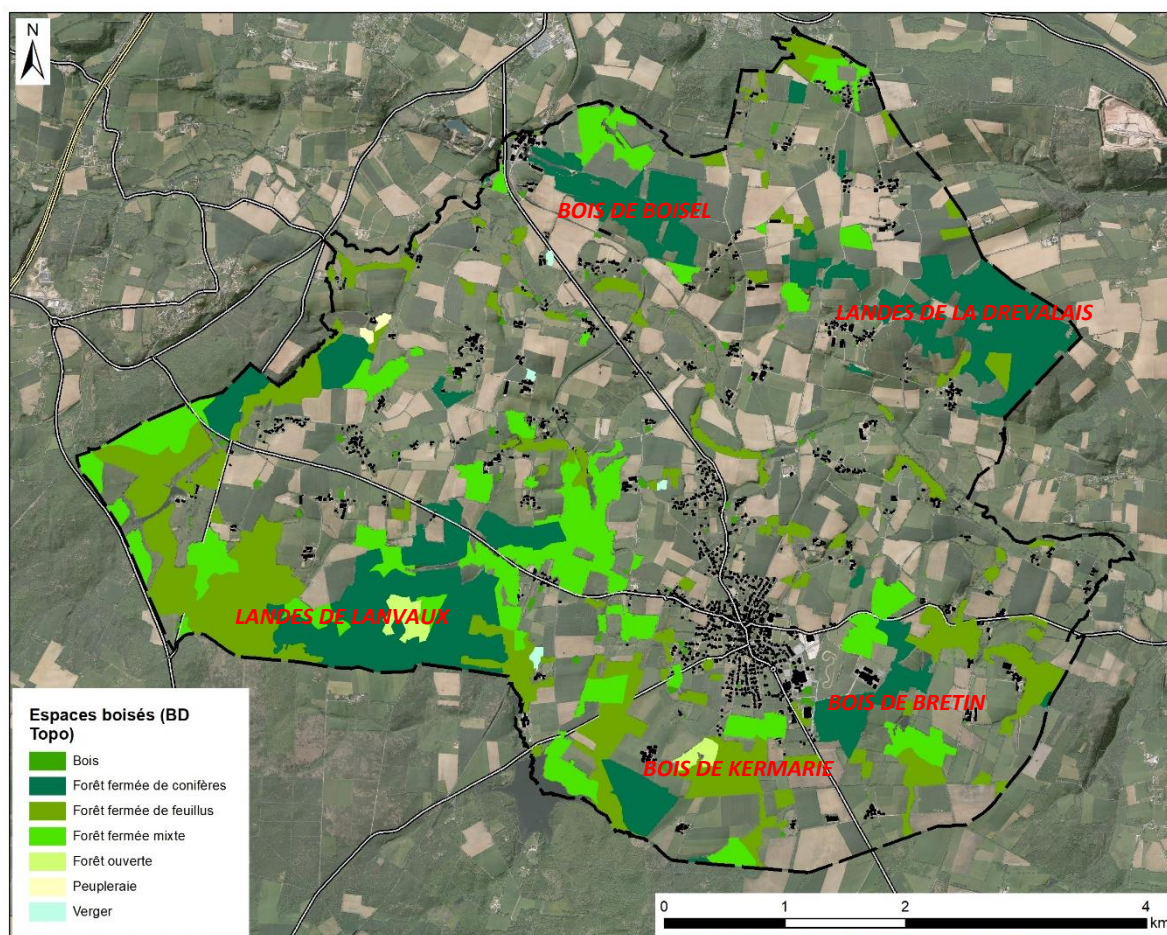 N
BOIS DE BOISEL
LANDES DE LA DREVALAIS
LANDES DE LANVAUX
BOIS DE BRETIN
BOIS DE KERMARIE
Espaces boisés (BD
Topo)
Bois
Forêt fermée de conifères
Forêt fermée de feuillus
Forêt fermée mixte
Forêt ouverte
Peupleraie
Verger
0 1 2 4
km